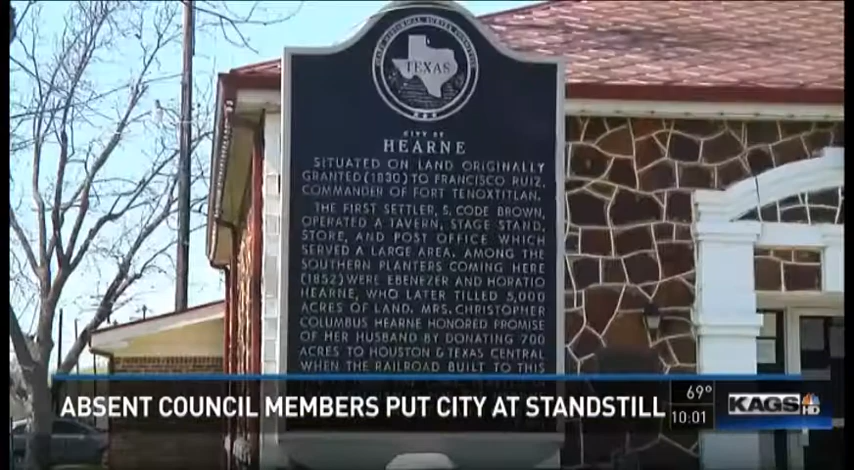 TEXAS
CITY OF
HEARNE
SITUATED ON LAND ORIGINALLY
GRANTED (1830) TO FRANCISCO RUIZ,
COMMANDER OF FORT TENOXTITLAN.
THE FIRST SETTLER, S. CODE BROWN,
OPERATED A TAVERN, STAGE STAND,
STORE, AND POST OFFICE WHICH
SERVED A LARGE AREA. AMONG THE
SOUTHERN PLANTERS COMING HERE
(1852) WERE EBENEZER AND HORATIO
HEARNE, WHO LATER TILLED 5,000
ACRES OF LAND. MRS. CHRISTOPHER
COLUMBUS HEARNE HONORED PROMISE
OF HER HUSBAND BY DONATING 700
ACRES TO HOUSTON & TEXAS CENTRAL
WHEN THE RAILROAD BUILT TO THIS
ABSENT COUNCIL MEMBERS PUT CITY AT STANDSTILL
69°
10:01
KAGS HD